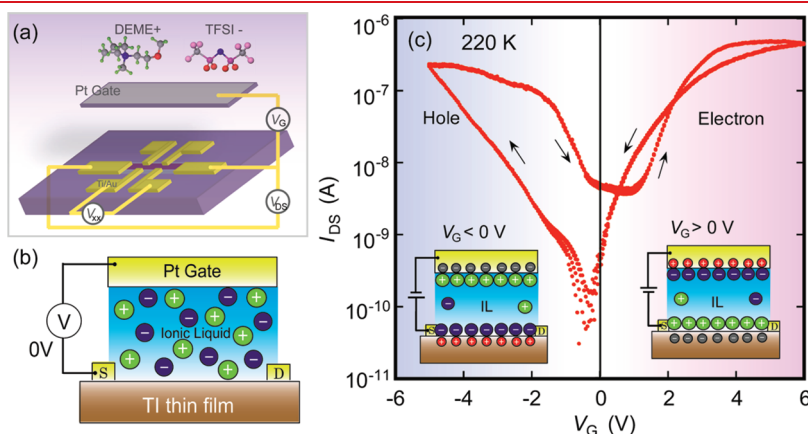 (a)
DEME+
TFSI -
Pt Gate
V_G
Ti/Au
V_xx
V_DS
(b)
Pt Gate
V
0V
Ionic Liquid
S
D
TI thin film
(c)
220 K
Hole
Electron
V_G < 0 V
V_G > 0 V
IL
S
D
IL
S
D
I_DS (A)
10^-6
10^-7
10^-8
10^-9
10^-10
10^-11
-6
-4
-2
0
2
4
6
V_G (V)